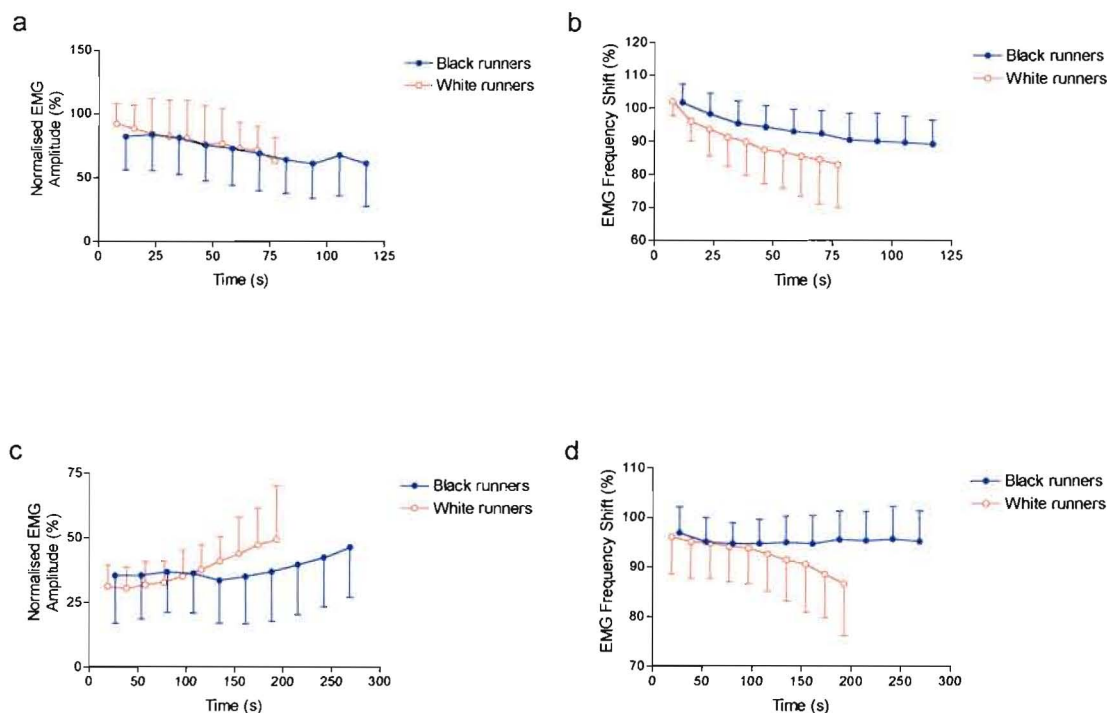 a
Normalised EMG
Amplitude (%)
150
100
50
0
0 25 50 75 100 125
Time (s)
Black runners
White runners
b
EMG Frequency Shift (%)
120
110
100
90
80
70
60
0 25 50 75 100 125
Time (s)
Black runners
White runners
c
Normalised EMG
Amplitude (%)
75
50
25
0
0 50 100 150 200 250 300
Time (s)
Black runners
White runners
d
EMG Frequency Shift (%)
110
100
90
80
70
0 50 100 150 200 250 300
Time (s)
Black runners
White runners